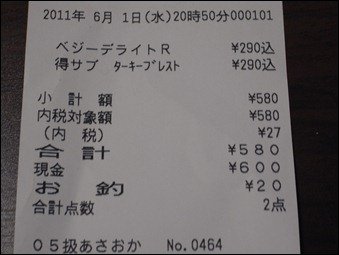 2011年 6月 1日(水)20時50分000101
ベジーデライトR ¥290込
得サブ ターキーブレスト ¥290込
小計額 ¥580
内税対象額 ¥580
(内 税) ¥27
合計 ¥580
現金 ¥600
お釣 ¥20
合計点数 2点
05扱あさおか No.0464